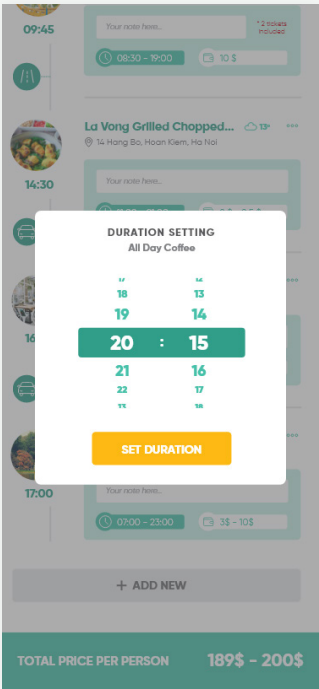 09:45
Your note here..
* 2 tickets
included
08:30 - 19:00
10 $
La Vong Grilled Chopped...
13°
14 Hang Bo, Hoan Kiem, Ha Noi
14:30
Your note here..
DURATION SETTING
All Day Coffee
17
18 13
19 14
20 : 15
21 16
22 17
18
SET DURATION
17:00
Your note here..
07:00 - 23:00
3$ - 10$
+ ADD NEW
TOTAL PRICE PER PERSON 189$ - 200$